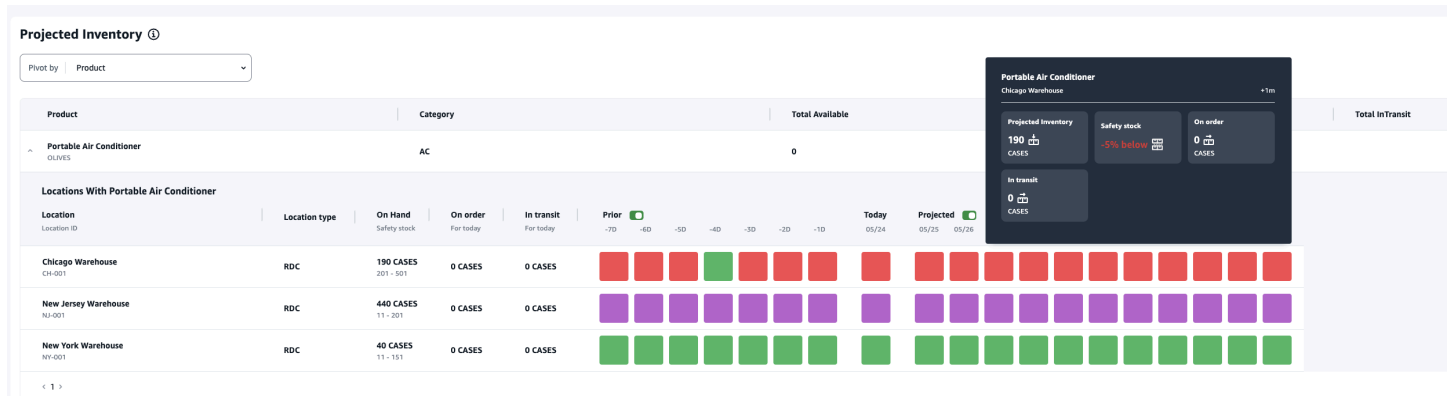 Projected Inventory
Pivot by Product
Portable Air Conditioner
Chicago Warehouse +1m
Projected Inventory
190
CASES
Safety stock
-5% below
On order
0
CASES
In transit
0
CASES
Product Category Total Available Total InTransit
Portable Air Conditioner AC 0
OLIVES
Locations With Portable Air Conditioner
Location Location type On Hand On order In transit Prior Today Projected
Location ID Safety stock For today For today -7D -6D -5D -4D -3D -2D -1D 05/24 05/25 05/26
Chicago Warehouse RDC 190 CASES 0 CASES 0 CASES
CH-001 201 - 501
New Jersey Warehouse RDC 440 CASES 0 CASES 0 CASES
NJ-001 11 - 201
New York Warehouse RDC 40 CASES 0 CASES 0 CASES
NY-001 11 - 151
‹ 1 ›